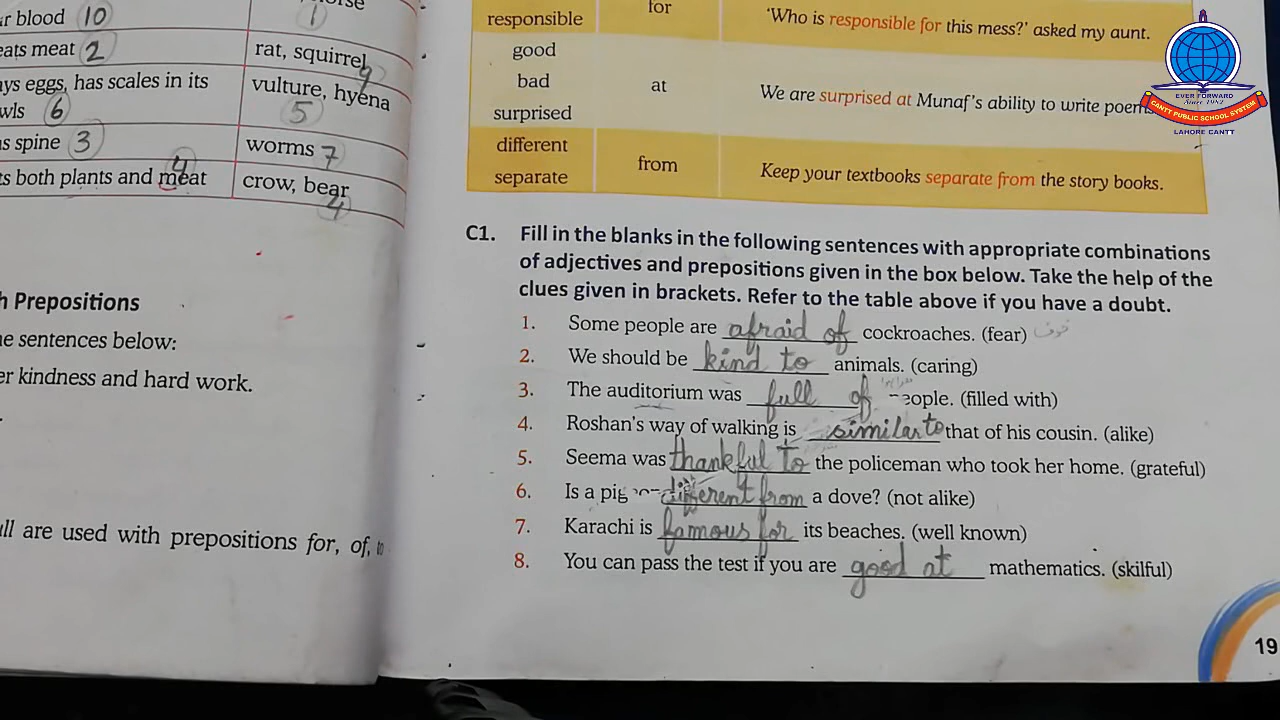 r blood 10
1
eats meat 2
rat, squirrel
9
ys eggs, has scales in its
wls 6
vulture, hyena
5
s spine 3
worms 7
ts both plants and meat
4
crow, bear
4
h Prepositions
e sentences below:
er kindness and hard work.
ll are used with prepositions for, of, to
responsible for 'Who is responsible for this mess?' asked my aunt.
good
bad at We are surprised at Munaf's ability to write poem
surprised
different
from Keep your textbooks separate from the story books.
separate
C1. Fill in the blanks in the following sentences with appropriate combinations
of adjectives and prepositions given in the box below. Take the help of the
clues given in brackets. Refer to the table above if you have a doubt.
1. Some people are afraid of cockroaches. (fear) خوف
2. We should be kind to animals. (caring)
3. The auditorium was full of eople. (filled with)
4. Roshan's way of walking is similar to that of his cousin. (alike)
5. Seema was thankful to the policeman who took her home. (grateful)
6. Is a pig different from a dove? (not alike)
7. Karachi is famous for its beaches. (well known)
8. You can pass the test if you are good at mathematics. (skilful)
19
EVER FORWARD
Since 1982
CANTT PUBLIC SCHOOL SYSTEM
LAHORE CANTT